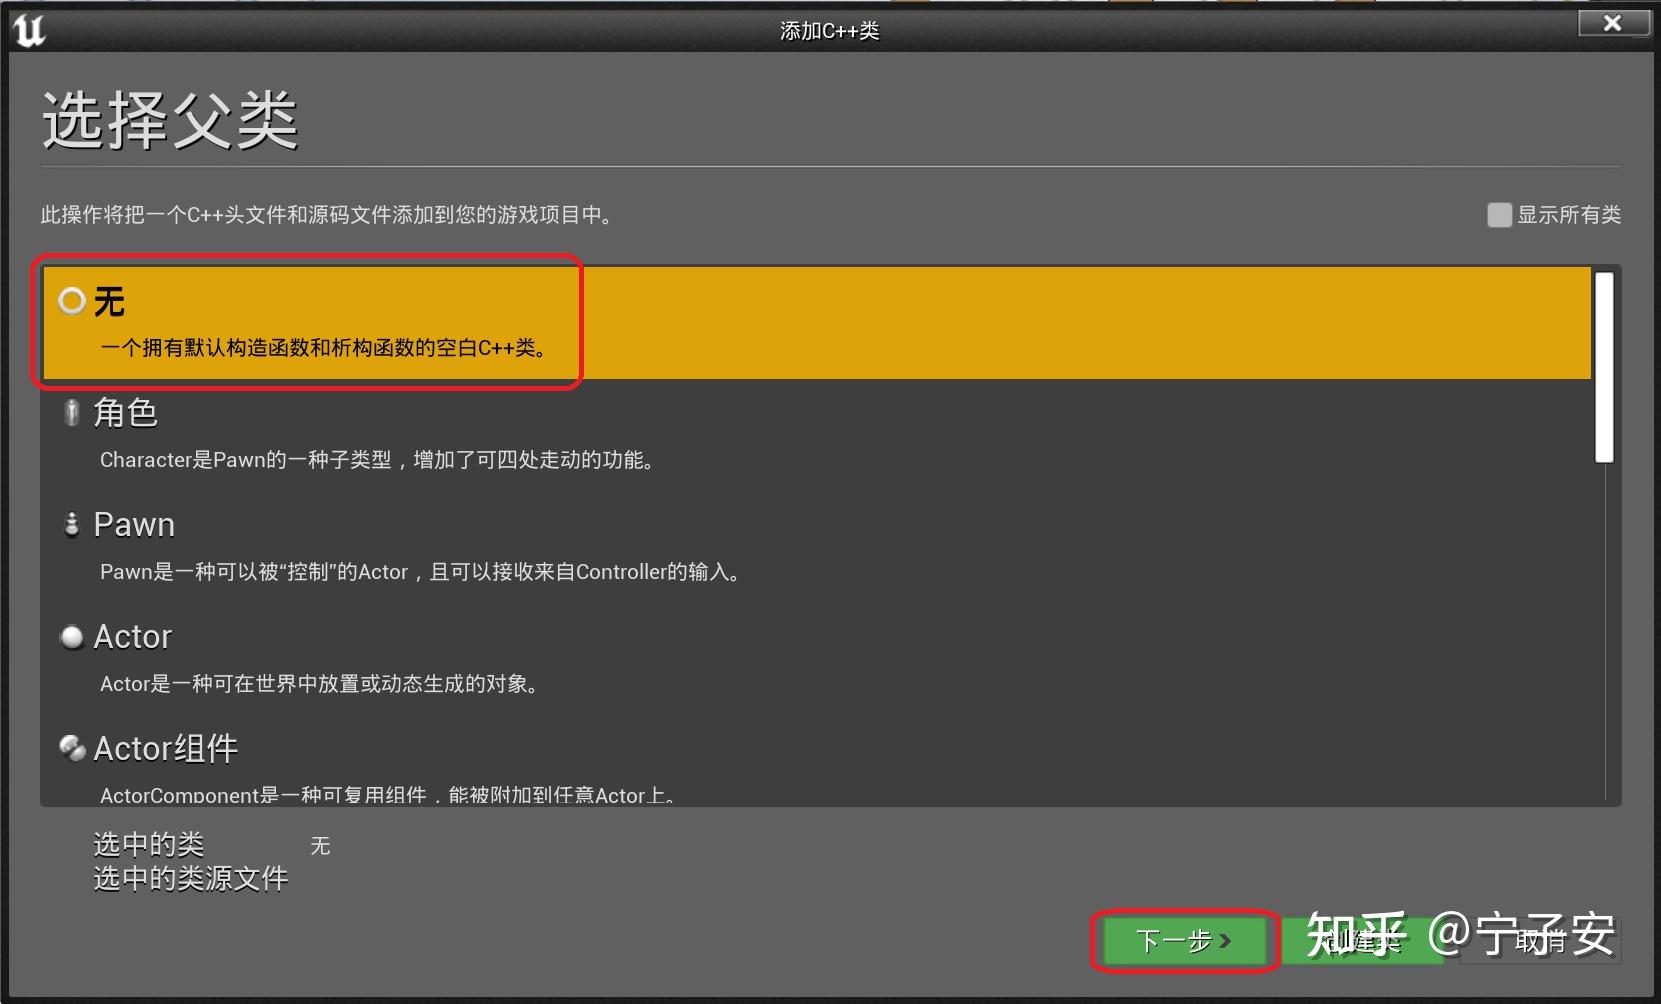 添加C++类
选择父类
此操作将把一个C++头文件和源码文件添加到您的游戏项目中。
显示所有类
无
一个拥有默认构造函数和析构函数的空白C++类。
角色
Character是Pawn的一种子类型，增加了可四处走动的功能。
Pawn
Pawn是一种可以被“控制”的Actor，且可以接收来自Controller的输入。
Actor
Actor是一种可在世界中放置或动态生成的对象。
Actor组件
ActorComponent是一种可复用组件，能被附加到任意Actor上。
选中的类 无
选中的类源文件
下一步
创建类
取消
知乎 @宁子安